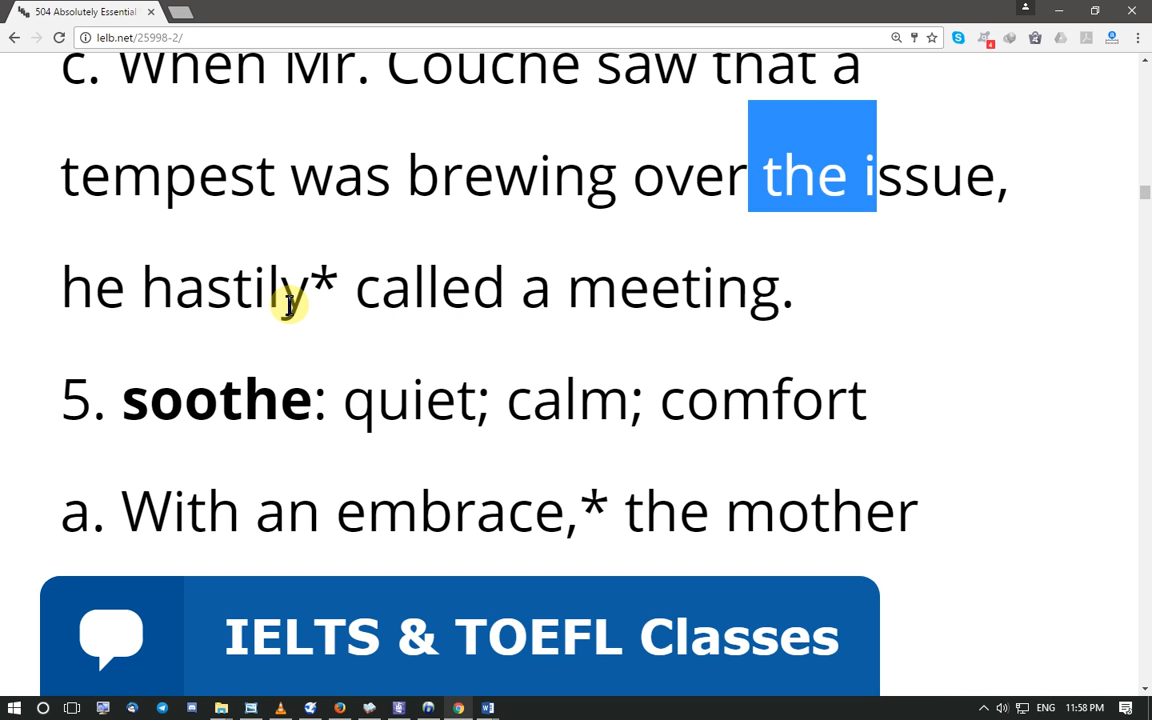 504 Absolutely Essential
lelb.net/25998-2/
c. When Mr. Couche saw that a
tempest was brewing over the issue,
he hastily* called a meeting.
5. soothe: quiet; calm; comfort
a. With an embrace,* the mother
IELTS & TOEFL Classes
ENG 11:58 PM